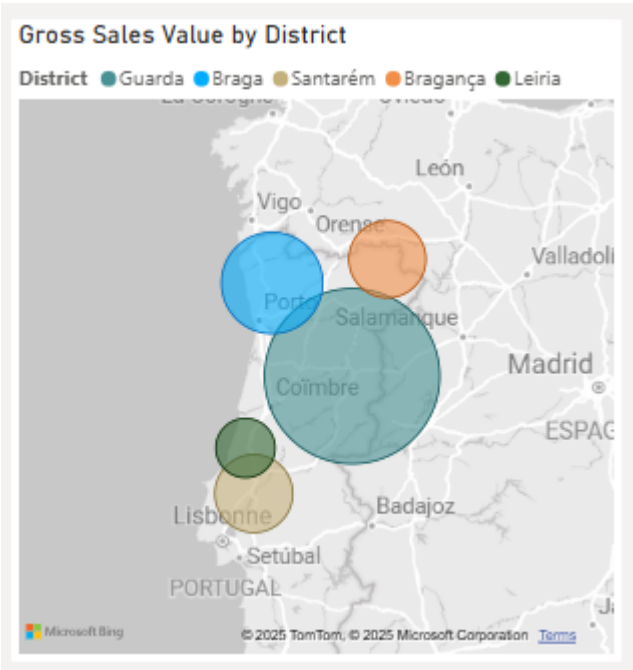 Gross Sales Value by District
District Guarda Braga Santarém Bragança Leiria
La Corogne Oviedo
León
Vigo
Orense
Valladoli
Porto
Salamanque
Madrid
Coïmbre
ESPAG
Lisbonne
Badajoz
Setúbal
PORTUGAL
Microsoft Bing
© 2025 TomTom, © 2025 Microsoft Corporation Terms